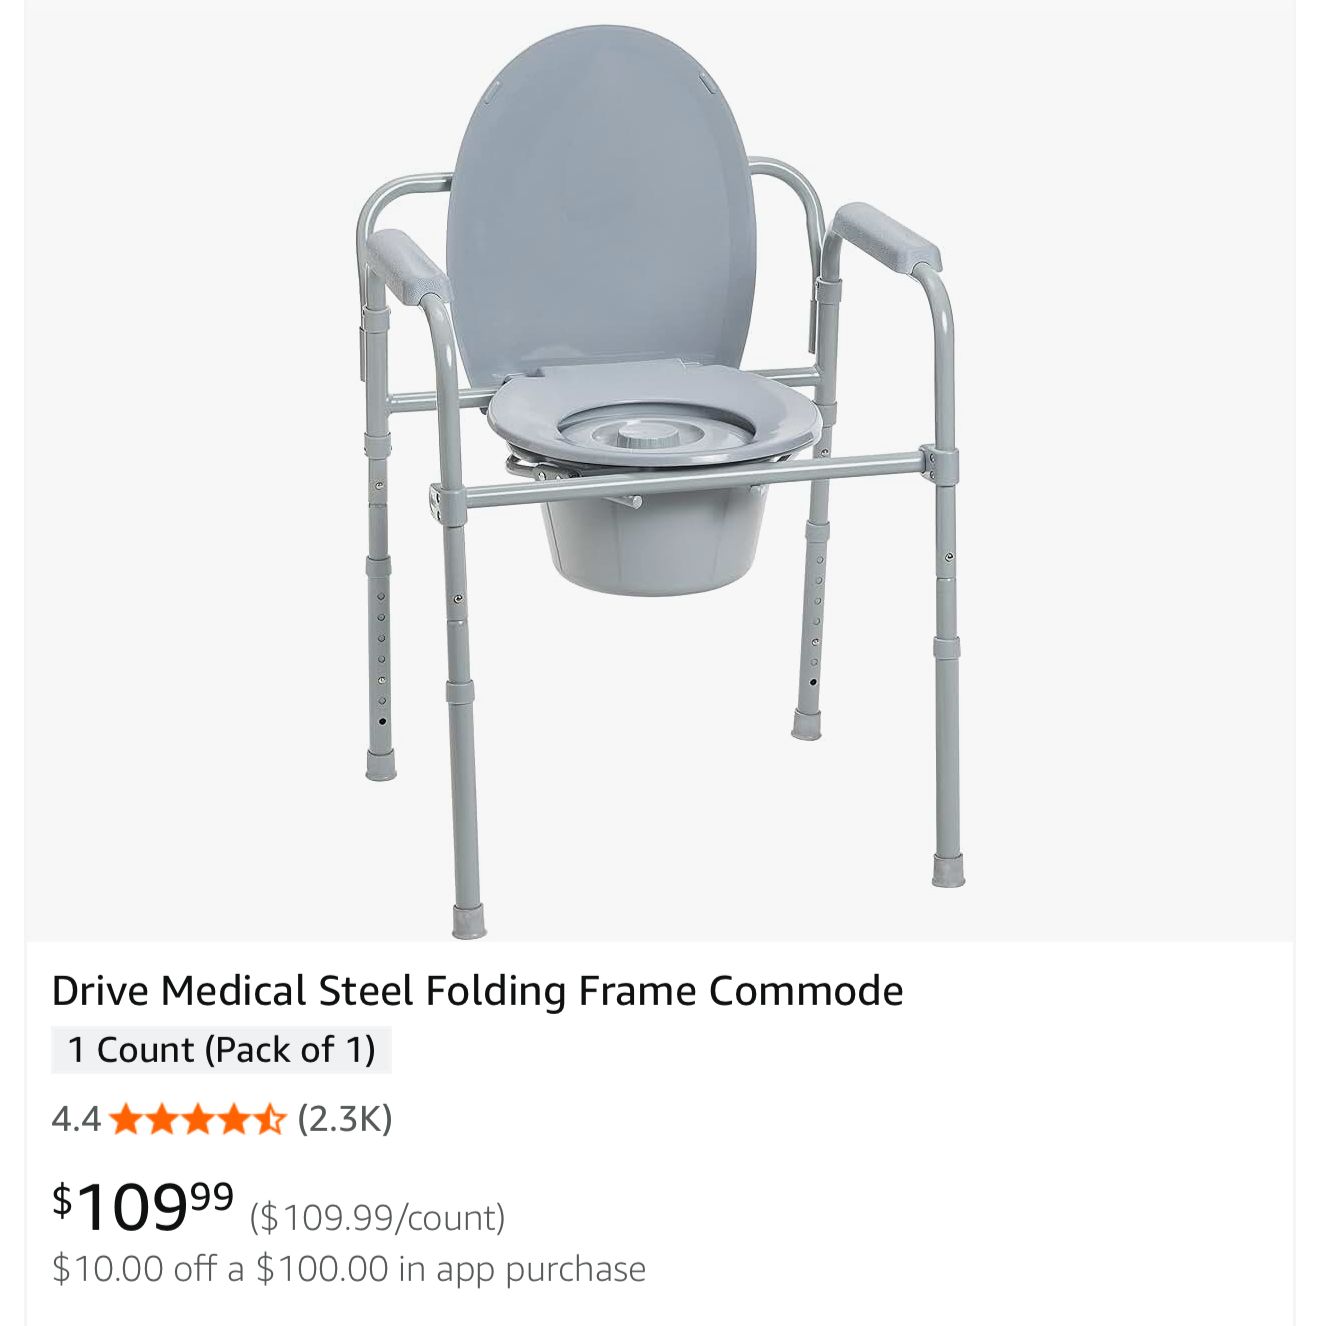 Drive Medical Steel Folding Frame Commode
1 Count (Pack of 1)
4.4 (2.3K)
$109.99 ($109.99/count)
$10.00 off a $100.00 in app purchase